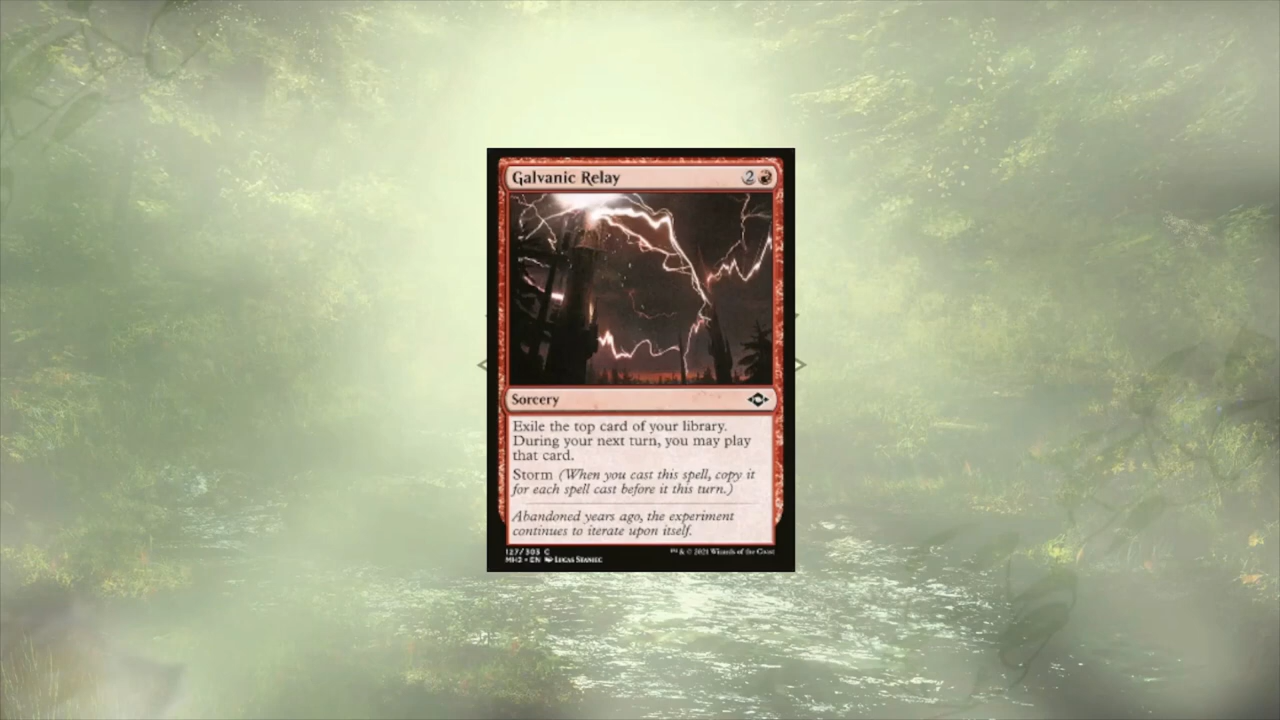 Galvanic Relay 2
Sorcery
Exile the top card of your library.
During your next turn, you may play
that card.
Storm (When you cast this spell, copy it
for each spell cast before it this turn.)
Abandoned years ago, the experiment
continues to iterate upon itself.
127/303 C
MH2 • EN Lucas Staniec
™ & © 2021 Wizards of the Coast